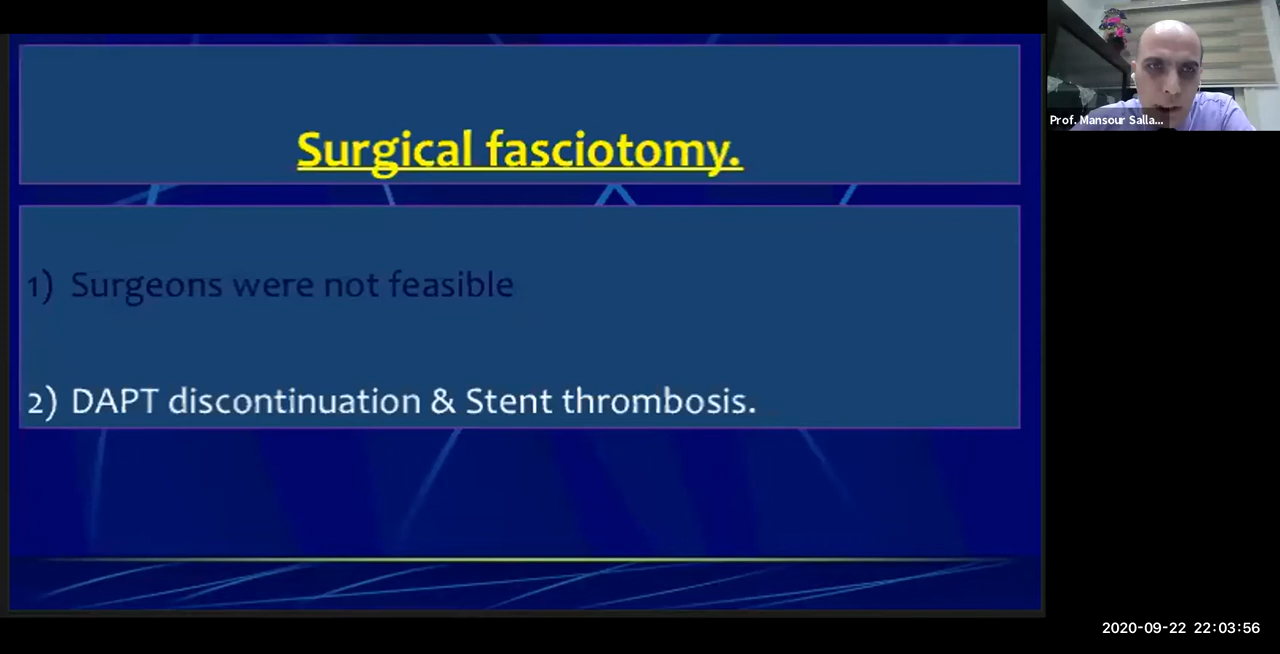 Surgical fasciotomy.
1) Surgeons were not feasible
2) DAPT discontinuation & Stent thrombosis.
Prof. Mansour Salla...
2020-09-22 22:03:56